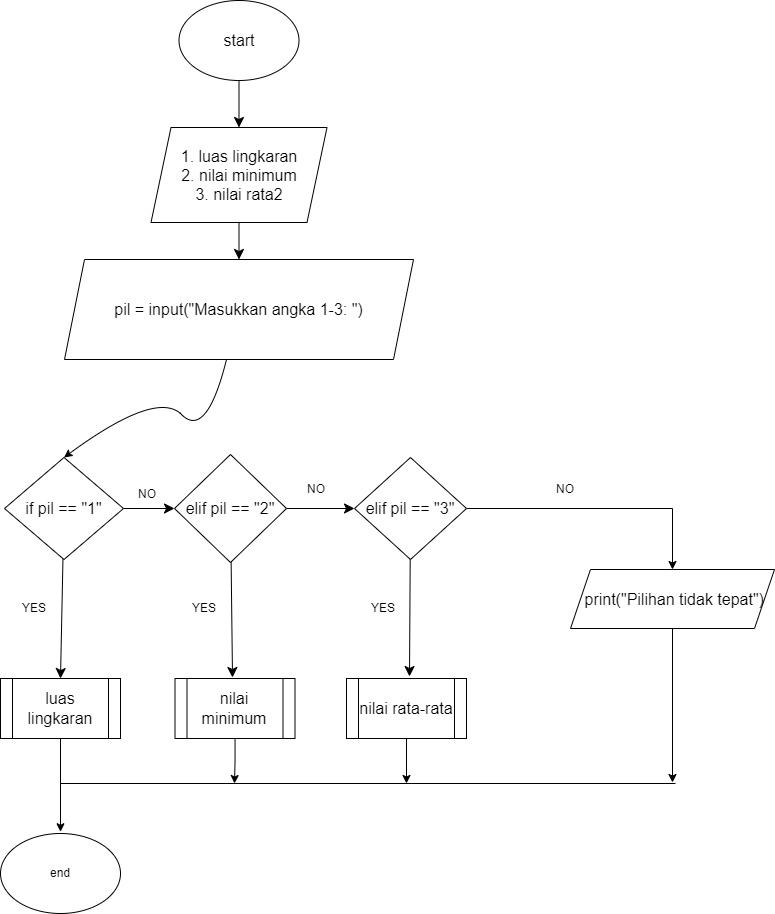 start
1. luas lingkaran
2. nilai minimum
3. nilai rata2
pil = input("Masukkan angka 1-3: ")
if pil == "1"
NO
elif pil == "2"
NO
elif pil == "3"
NO
YES
YES
YES
print("Pilihan tidak tepat")
luas
lingkaran
nilai
minimum
nilai rata-rata
end